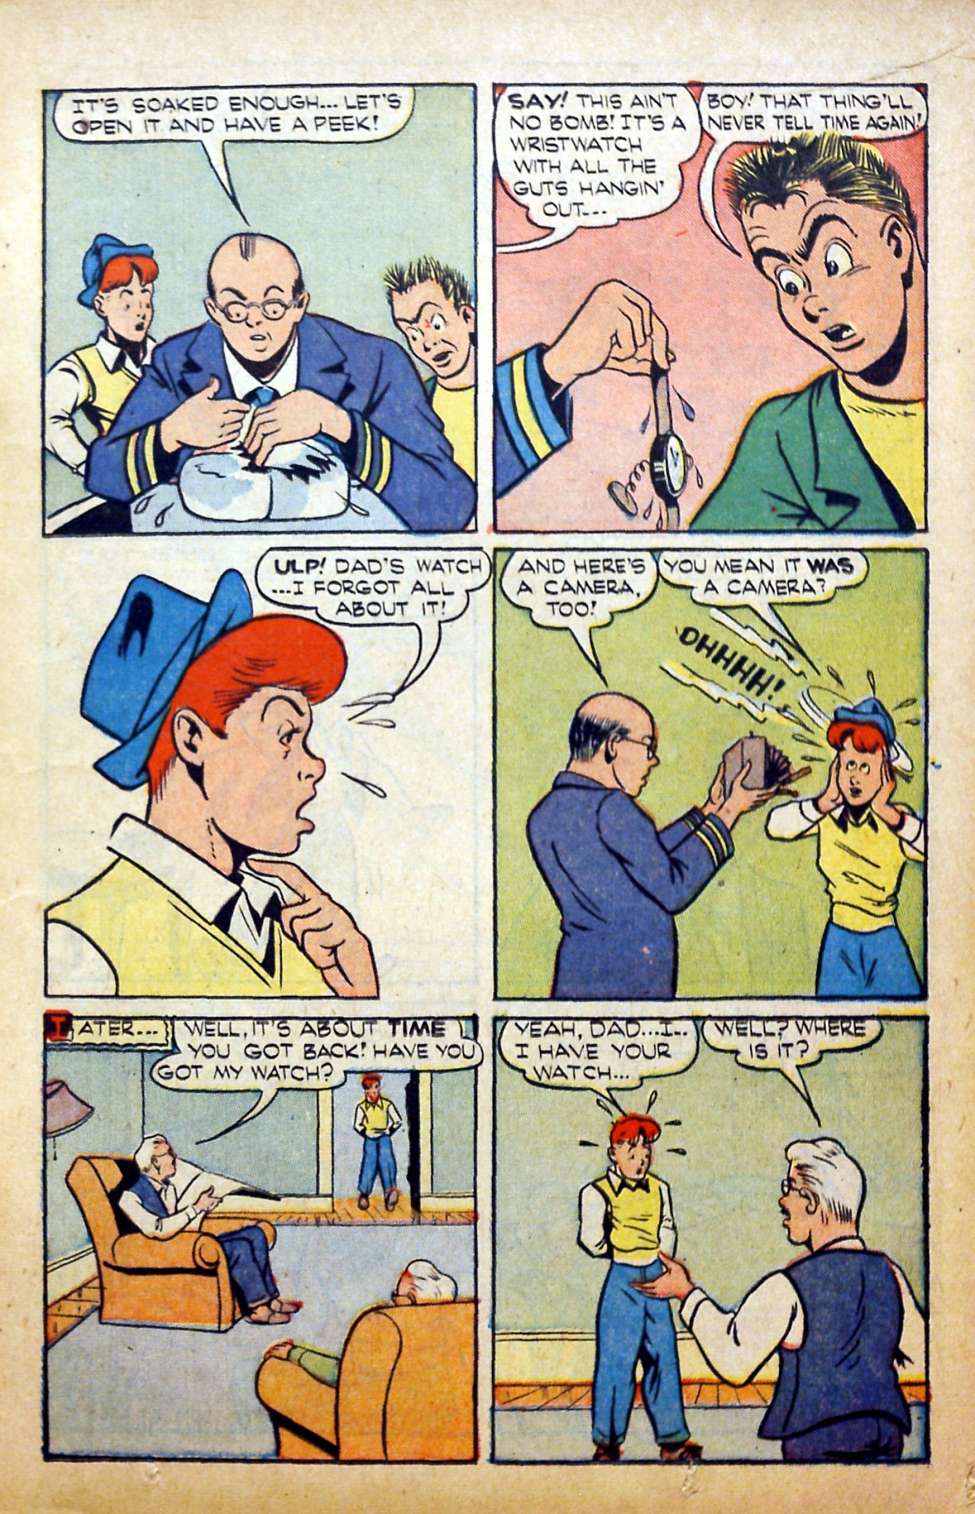 IT'S SOAKED ENOUGH... LET'S
OPEN IT AND HAVE A PEEK!
SAY! THIS AIN'T
NO BOMB! IT'S A
WRISTWATCH
WITH ALL THE
GUTS HANGIN'
OUT...
BOY! THAT THING'LL
NEVER TELL TIME AGAIN!
ULP! DAD'S WATCH
...I FORGOT ALL
ABOUT IT!
AND HERE'S
A CAMERA,
TOO!
YOU MEAN IT WAS
A CAMERA?
OHHHH!
LATER...
WELL, IT'S ABOUT TIME
YOU GOT BACK! HAVE YOU
GOT MY WATCH?
YEAH, DAD...I...
I HAVE YOUR
WATCH...
WELL? WHERE
IS IT?